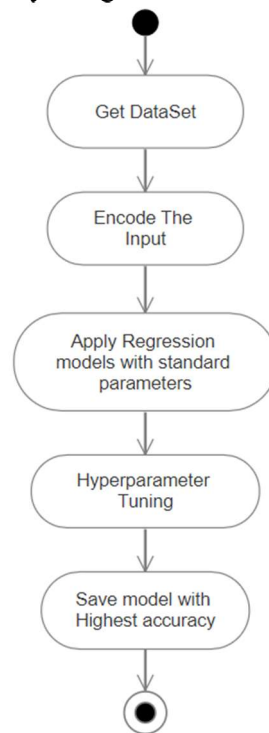 Get DataSet
Encode The
Input
Apply Regression
models with standard
parameters
Hyperparameter
Tuning
Save model with
Highest accuracy